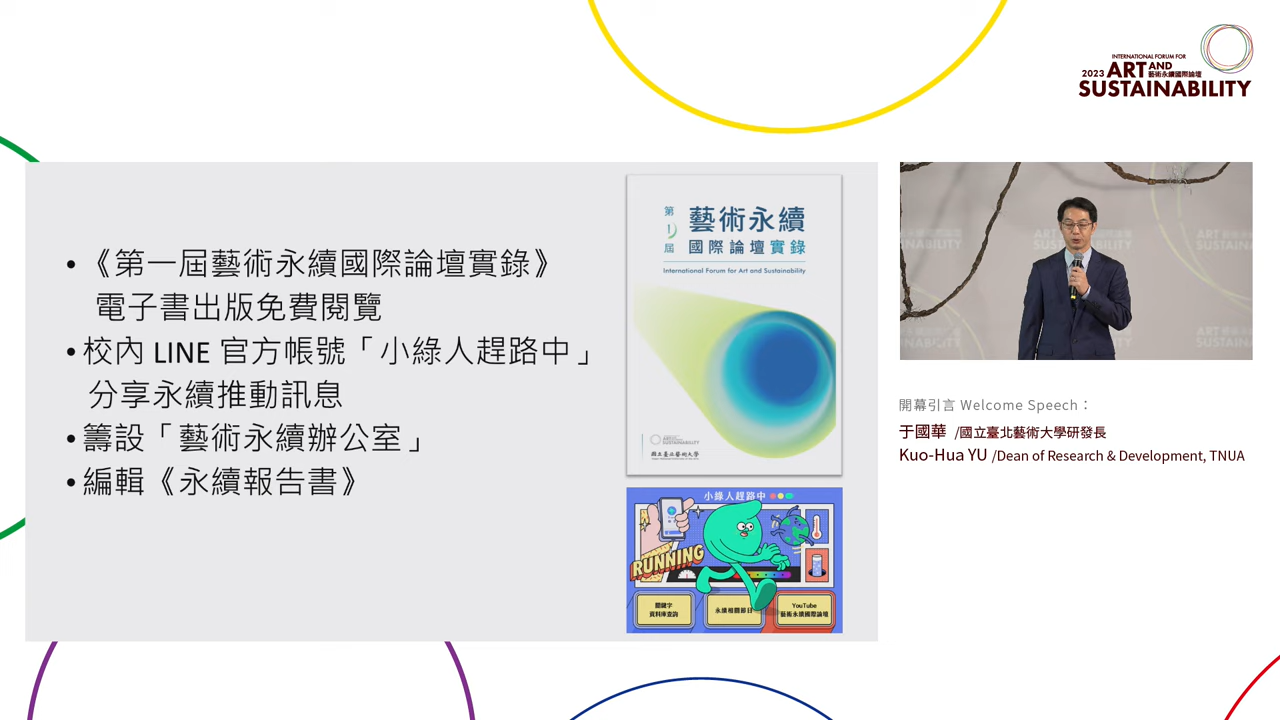 INTERNATIONAL FORUM FOR
2023 ART AND
藝術永續國際論壇
SUSTAINABILITY
•《第一屆藝術永續國際論壇實錄》
電子書出版免費閱覽
•校內 LINE 官方帳號「小綠人趕路中」
分享永續推動訊息
•籌設「藝術永續辦公室」
•編輯《永續報告書》
第1屆
藝術永續
國際論壇實錄
International Forum for Art and Sustainability
國立臺北藝術大學
小綠人趕路中
RUNNING
關鍵字
資料庫查詢
永續相關節日
YouTube
藝術永續國際論壇
ART AND
SUSTAINABILITY
開幕引言 Welcome Speech：
于國華 /國立臺北藝術大學研發長
Kuo-Hua YU /Dean of Research & Development, TNUA